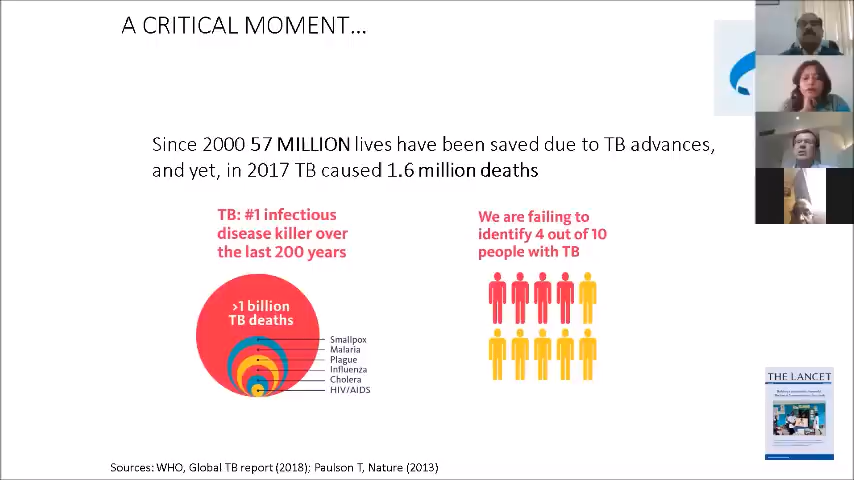 A CRITICAL MOMENT...
Since 2000 57 MILLION lives have been saved due to TB advances,
and yet, in 2017 TB caused 1.6 million deaths
TB: #1 infectious
disease killer over
the last 200 years
>1 billion
TB deaths
Smallpox
Malaria
Plague
Influenza
Cholera
HIV/AIDS
We are failing to
identify 4 out of 10
people with TB
THE LANCET
Sources: WHO, Global TB report (2018); Paulson T, Nature (2013)